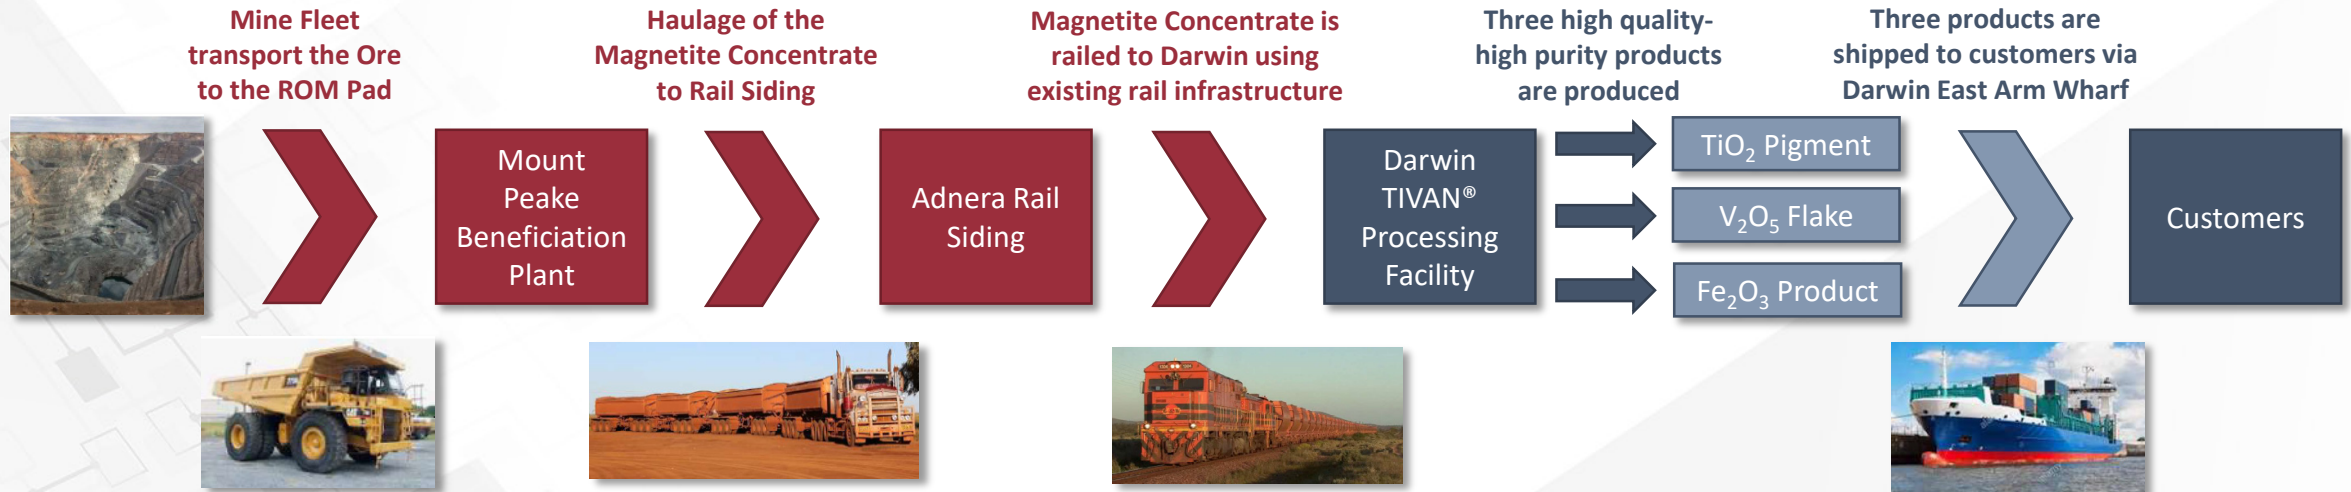 Mine Fleet
transport the Ore
to the ROM Pad
Haulage of the
Magnetite Concentrate
to Rail Siding
Magnetite Concentrate is
railed to Darwin using
existing rail infrastructure
Three high quality-
high purity products
are produced
Three products are
shipped to customers via
Darwin East Arm Wharf
Mount
Peake
Beneficiation
Plant
Adnera Rail
Siding
Darwin
TIVAN®
Processing
Facility
TiO₂ Pigment
V₂O₅ Flake
Fe₂O₃ Product
Customers
CAT